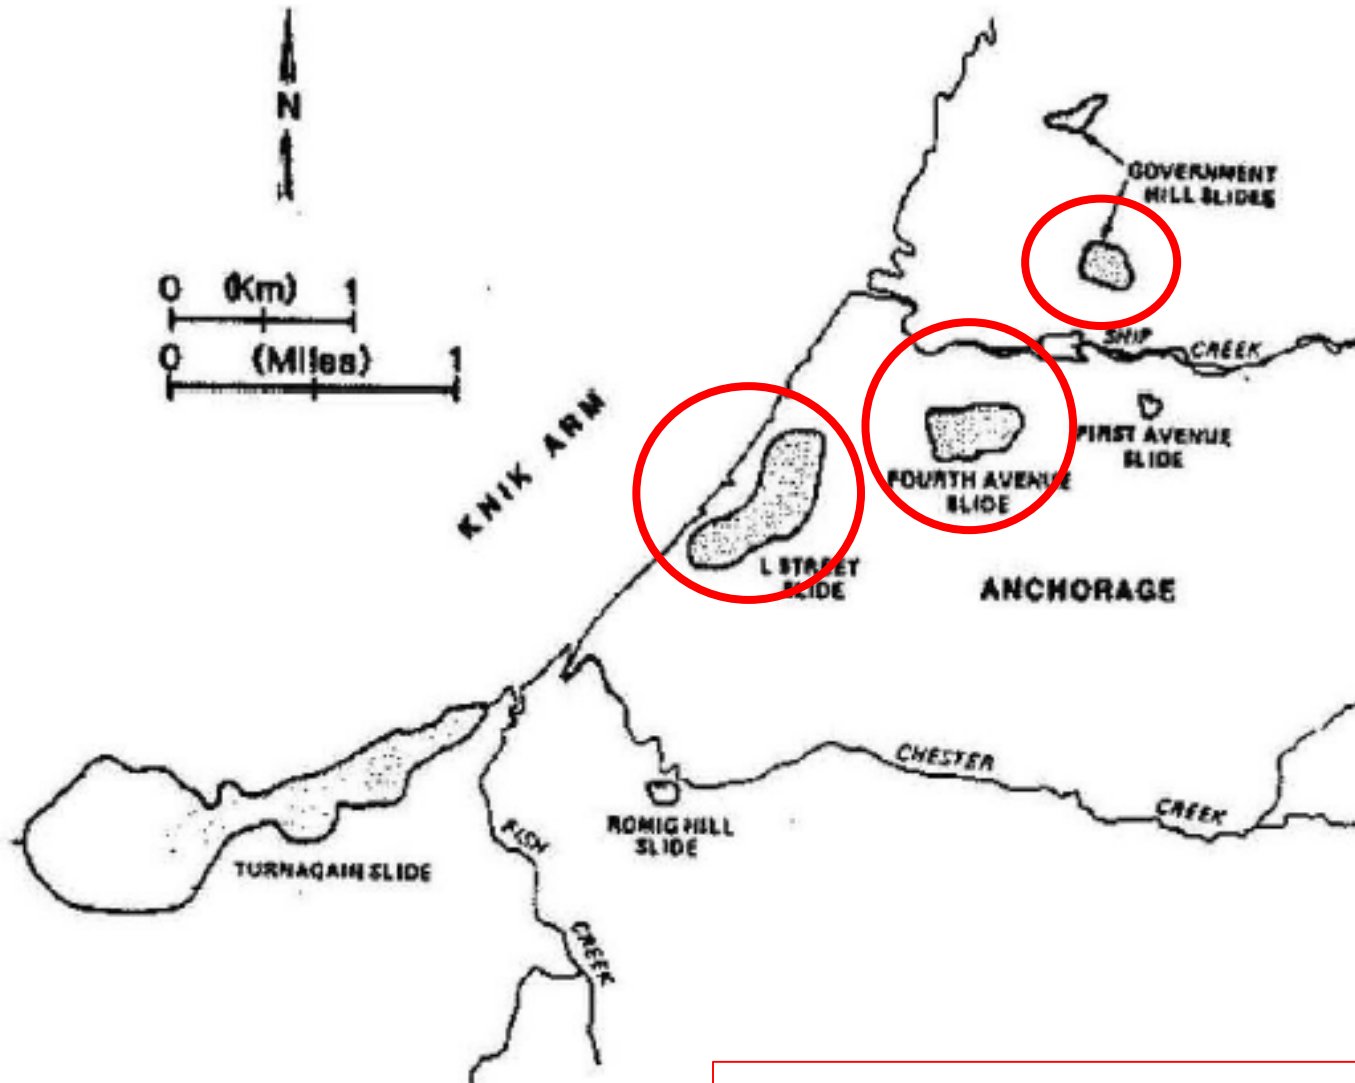 N
GOVERNMENT
HILL SLIDES
0 (Km) 1
0 (Miles) 1
SHIP CREEK
KNIK ARM
FIRST AVENUE
SLIDE
FOURTH AVENUE
SLIDE
L STREET
SLIDE
ANCHORAGE
CHESTER CREEK
ROMIG HILL
SLIDE
FISH CREEK
TURNAGAIN SLIDE